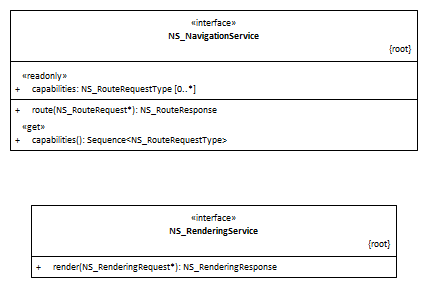 «interface»
NS_NavigationService
{root}
«readonly»
+ capabilities: NS_RouteRequestType [0..*]
+ route(NS_RouteRequest*): NS_RouteResponse
«get»
+ capabilities(): Sequence<NS_RouteRequestType>
«interface»
NS_RenderingService
{root}
+ render(NS_RenderingRequest*): NS_RenderingResponse